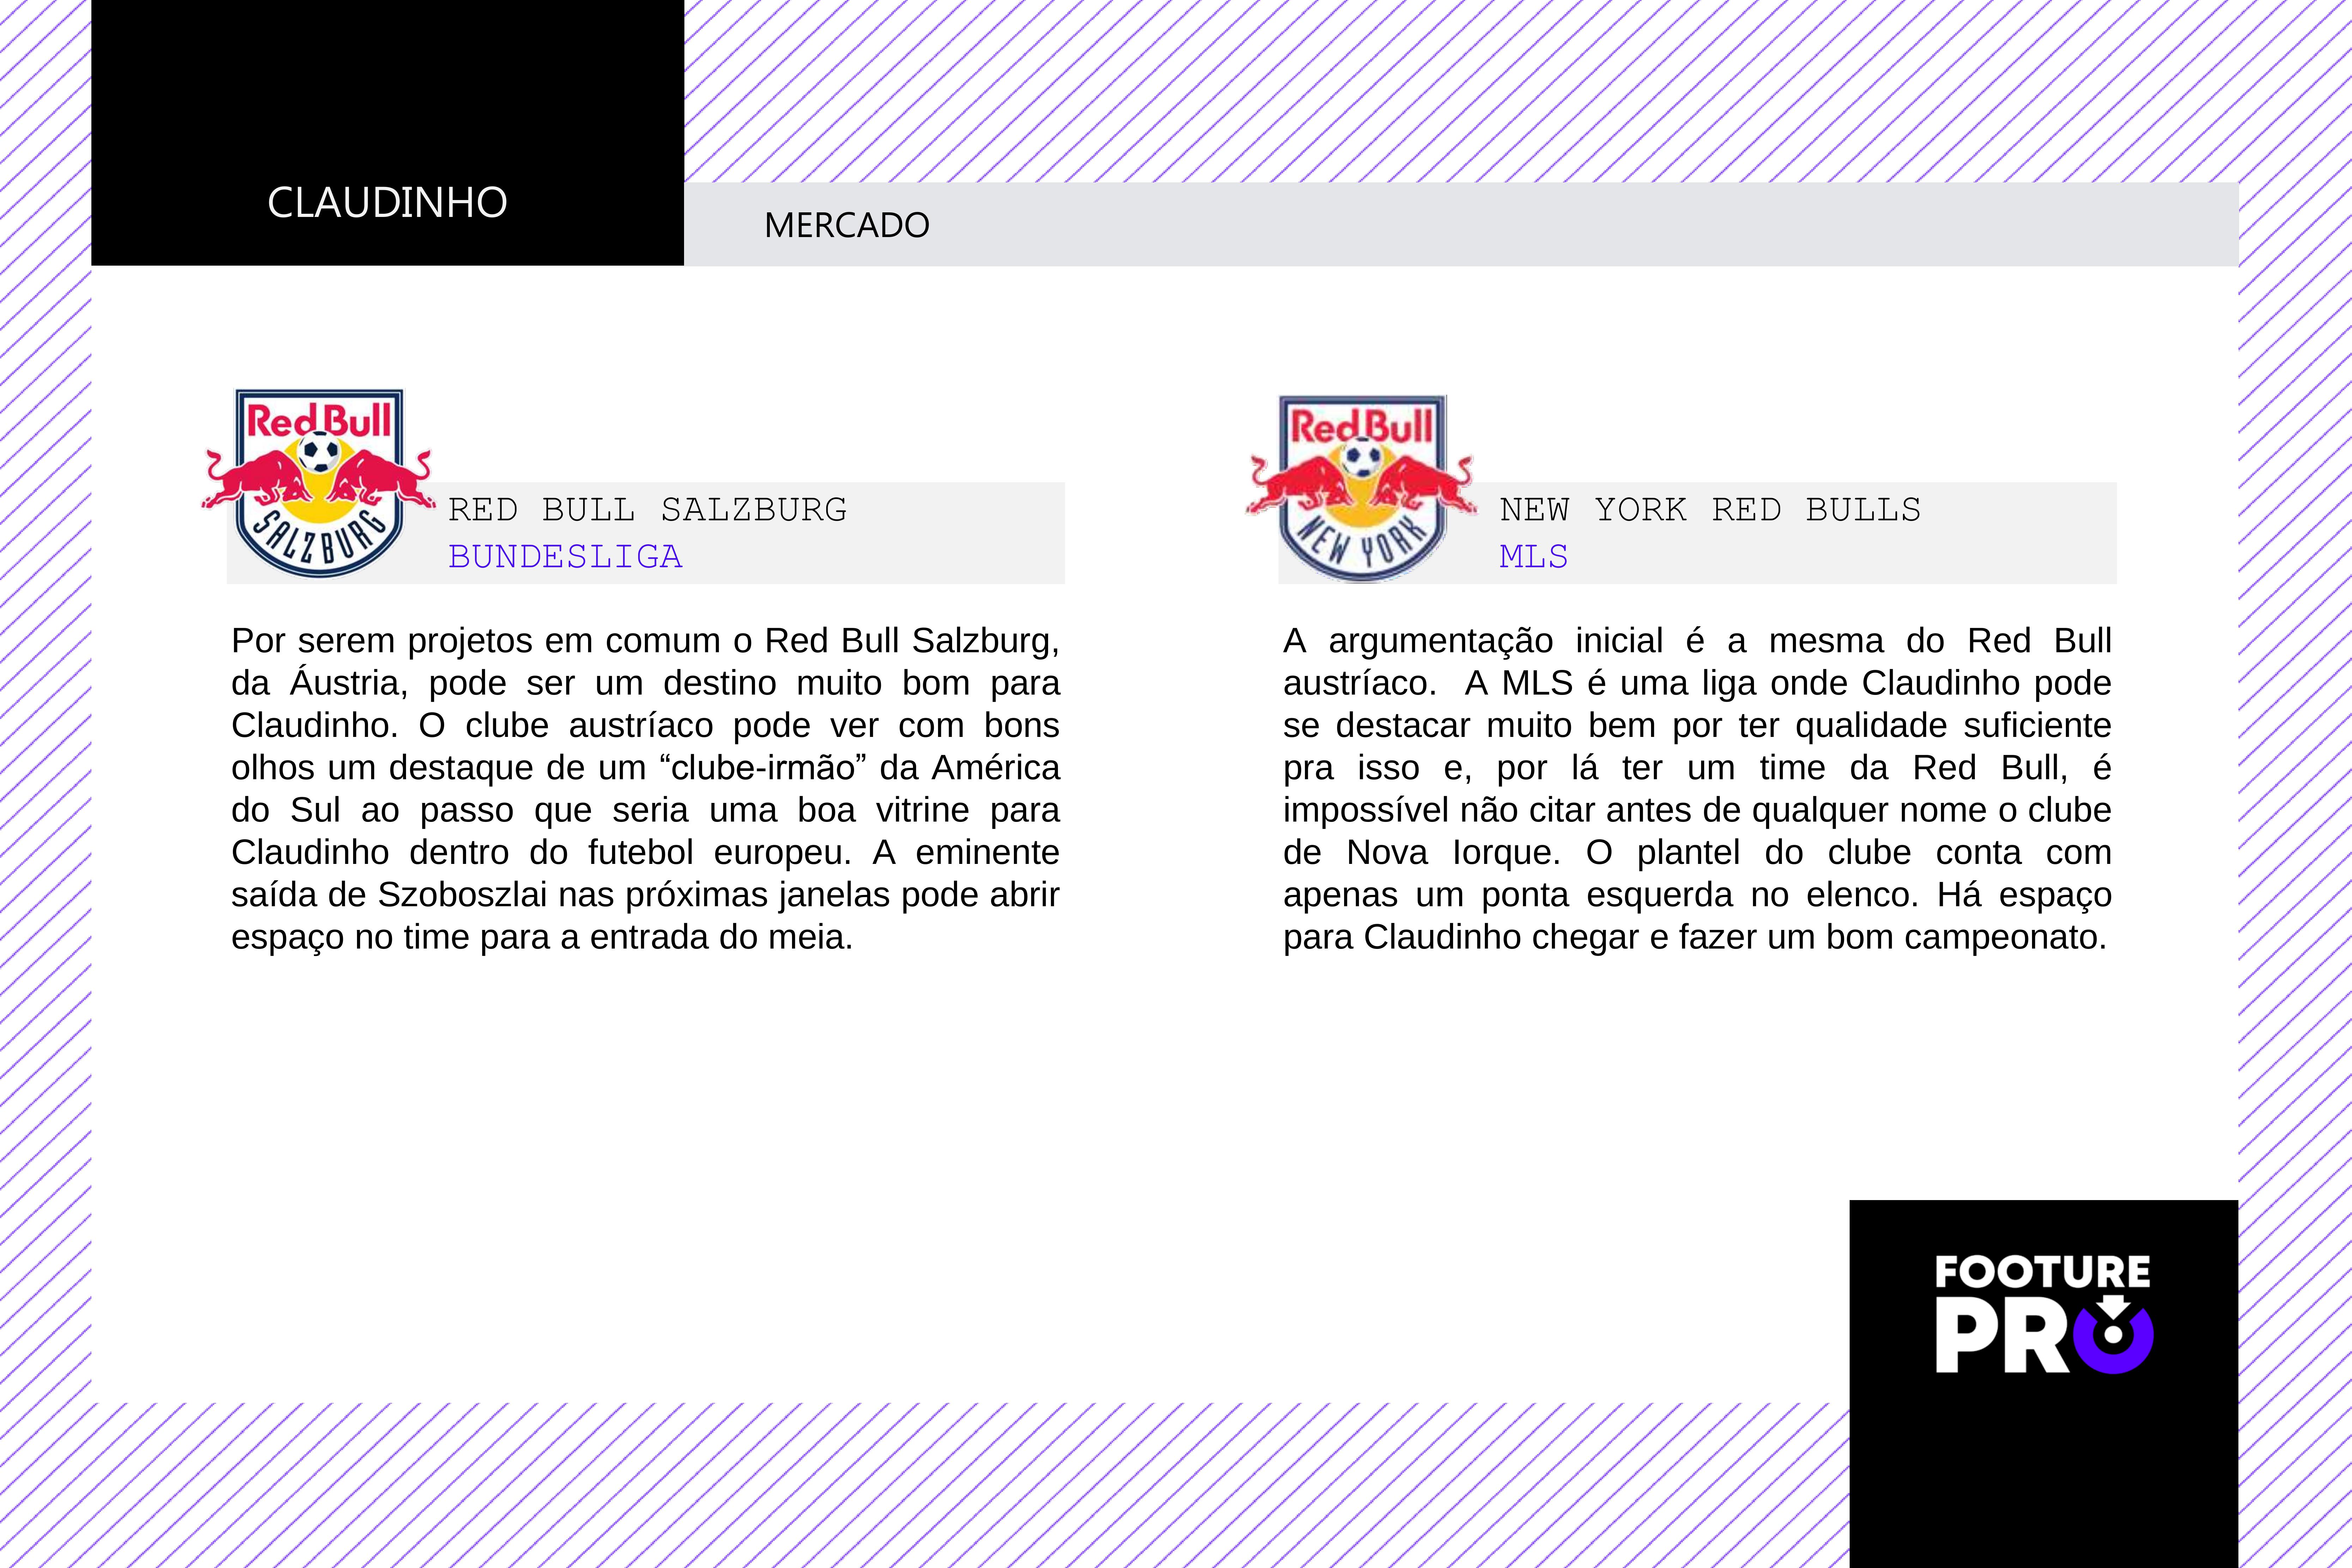 CLAUDINHO
MERCADO
Red Bull
SALZBURG
RED BULL SALZBURG
BUNDESLIGA
Por serem projetos em comum o Red Bull Salzburg,
da Áustria, pode ser um destino muito bom para
Claudinho. O clube austríaco pode ver com bons
olhos um destaque de um “clube-irmão” da América
do Sul ao passo que seria uma boa vitrine para
Claudinho dentro do futebol europeu. A eminente
saída de Szoboszlai nas próximas janelas pode abrir
espaço no time para a entrada do meia.
Red Bull
NEW YORK
NEW YORK RED BULLS
MLS
A argumentação inicial é a mesma do Red Bull
austríaco.  A MLS é uma liga onde Claudinho pode
se destacar muito bem por ter qualidade suficiente
pra isso e, por lá ter um time da Red Bull, é
impossível não citar antes de qualquer nome o clube
de Nova Iorque. O plantel do clube conta com
apenas um ponta esquerda no elenco. Há espaço
para Claudinho chegar e fazer um bom campeonato.
FOOTURE
PRO